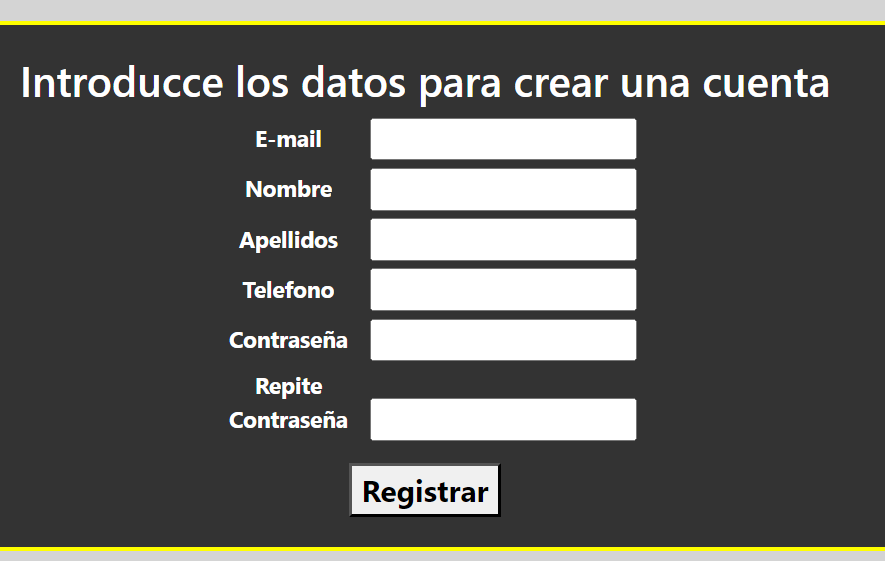 Introducce los datos para crear una cuenta
E-mail
Nombre
Apellidos
Telefono
Contraseña
Repite
Contraseña
Registrar